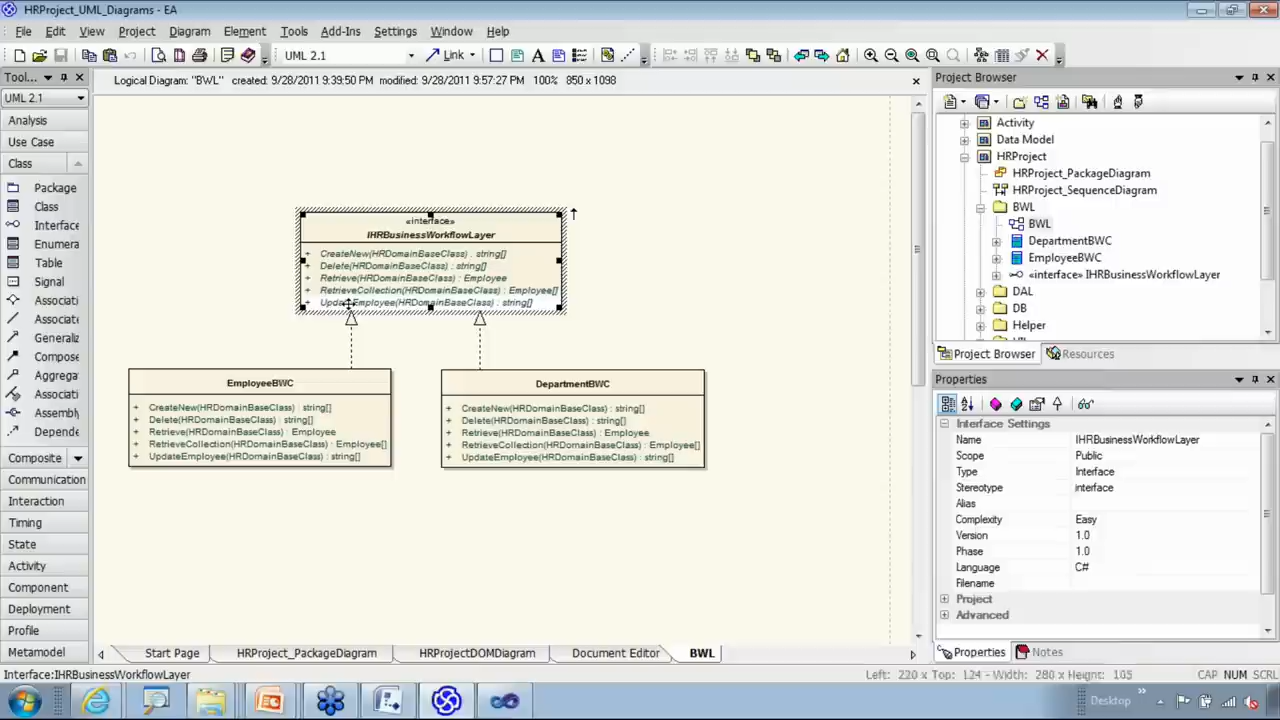 HRProject_UML_Diagrams - EA
File Edit View Project Diagram Element Tools Add-Ins Settings Window Help
UML 2.1 Link A
Tool...
UML 2.1
Analysis
Use Case
Class
Package
Class
Interface
Enumera
Table
Signal
Associati
Associate
Generaliz
Compose
Aggrega
Associati
Assembly
Depende
Composite
Communication
Interaction
Timing
State
Activity
Component
Deployment
Profile
Metamodel
Logical Diagram: "BWL" created: 9/28/2011 9:39:50 PM modified: 9/28/2011 9:57:27 PM 100% 850 x 1098
«interface»
IHRBusinessWorkflowLayer
+ CreateNew(HRDomainBaseClass) : string[]
+ Delete(HRDomainBaseClass) : string[]
+ Retrieve(HRDomainBaseClass) : Employee
+ RetrieveCollection(HRDomainBaseClass) : Employee[]
+ UpdateEmployee(HRDomainBaseClass) : string[]
EmployeeBWC
+ CreateNew(HRDomainBaseClass) : string[]
+ Delete(HRDomainBaseClass) : string[]
+ Retrieve(HRDomainBaseClass) : Employee
+ RetrieveCollection(HRDomainBaseClass) : Employee[]
+ UpdateEmployee(HRDomainBaseClass) : string[]
DepartmentBWC
+ CreateNew(HRDomainBaseClass) : string[]
+ Delete(HRDomainBaseClass) : string[]
+ Retrieve(HRDomainBaseClass) : Employee
+ RetrieveCollection(HRDomainBaseClass) : Employee[]
+ UpdateEmployee(HRDomainBaseClass) : string[]
Start Page HRProject_PackageDiagram HRProjectDOMDiagram Document Editor BWL
Project Browser
Activity
Data Model
HRProject
HRProject_PackageDiagram
HRProject_SequenceDiagram
BWL
BWL
DepartmentBWC
EmployeeBWC
«interface» IHRBusinessWorkflowLayer
DAL
DB
Helper
Project Browser Resources
Properties
Interface Settings
Name IHRBusinessWorkflowLayer
Scope Public
Type Interface
Stereotype interface
Alias
Complexity Easy
Version 1.0
Phase 1.0
Language C#
Filename
Project
Advanced
Properties Notes
Interface:IHRBusinessWorkflowLayer
Left: 220 x Top: 124 - Width: 280 x Height: 105 CAP NUM SCRL
Desktop